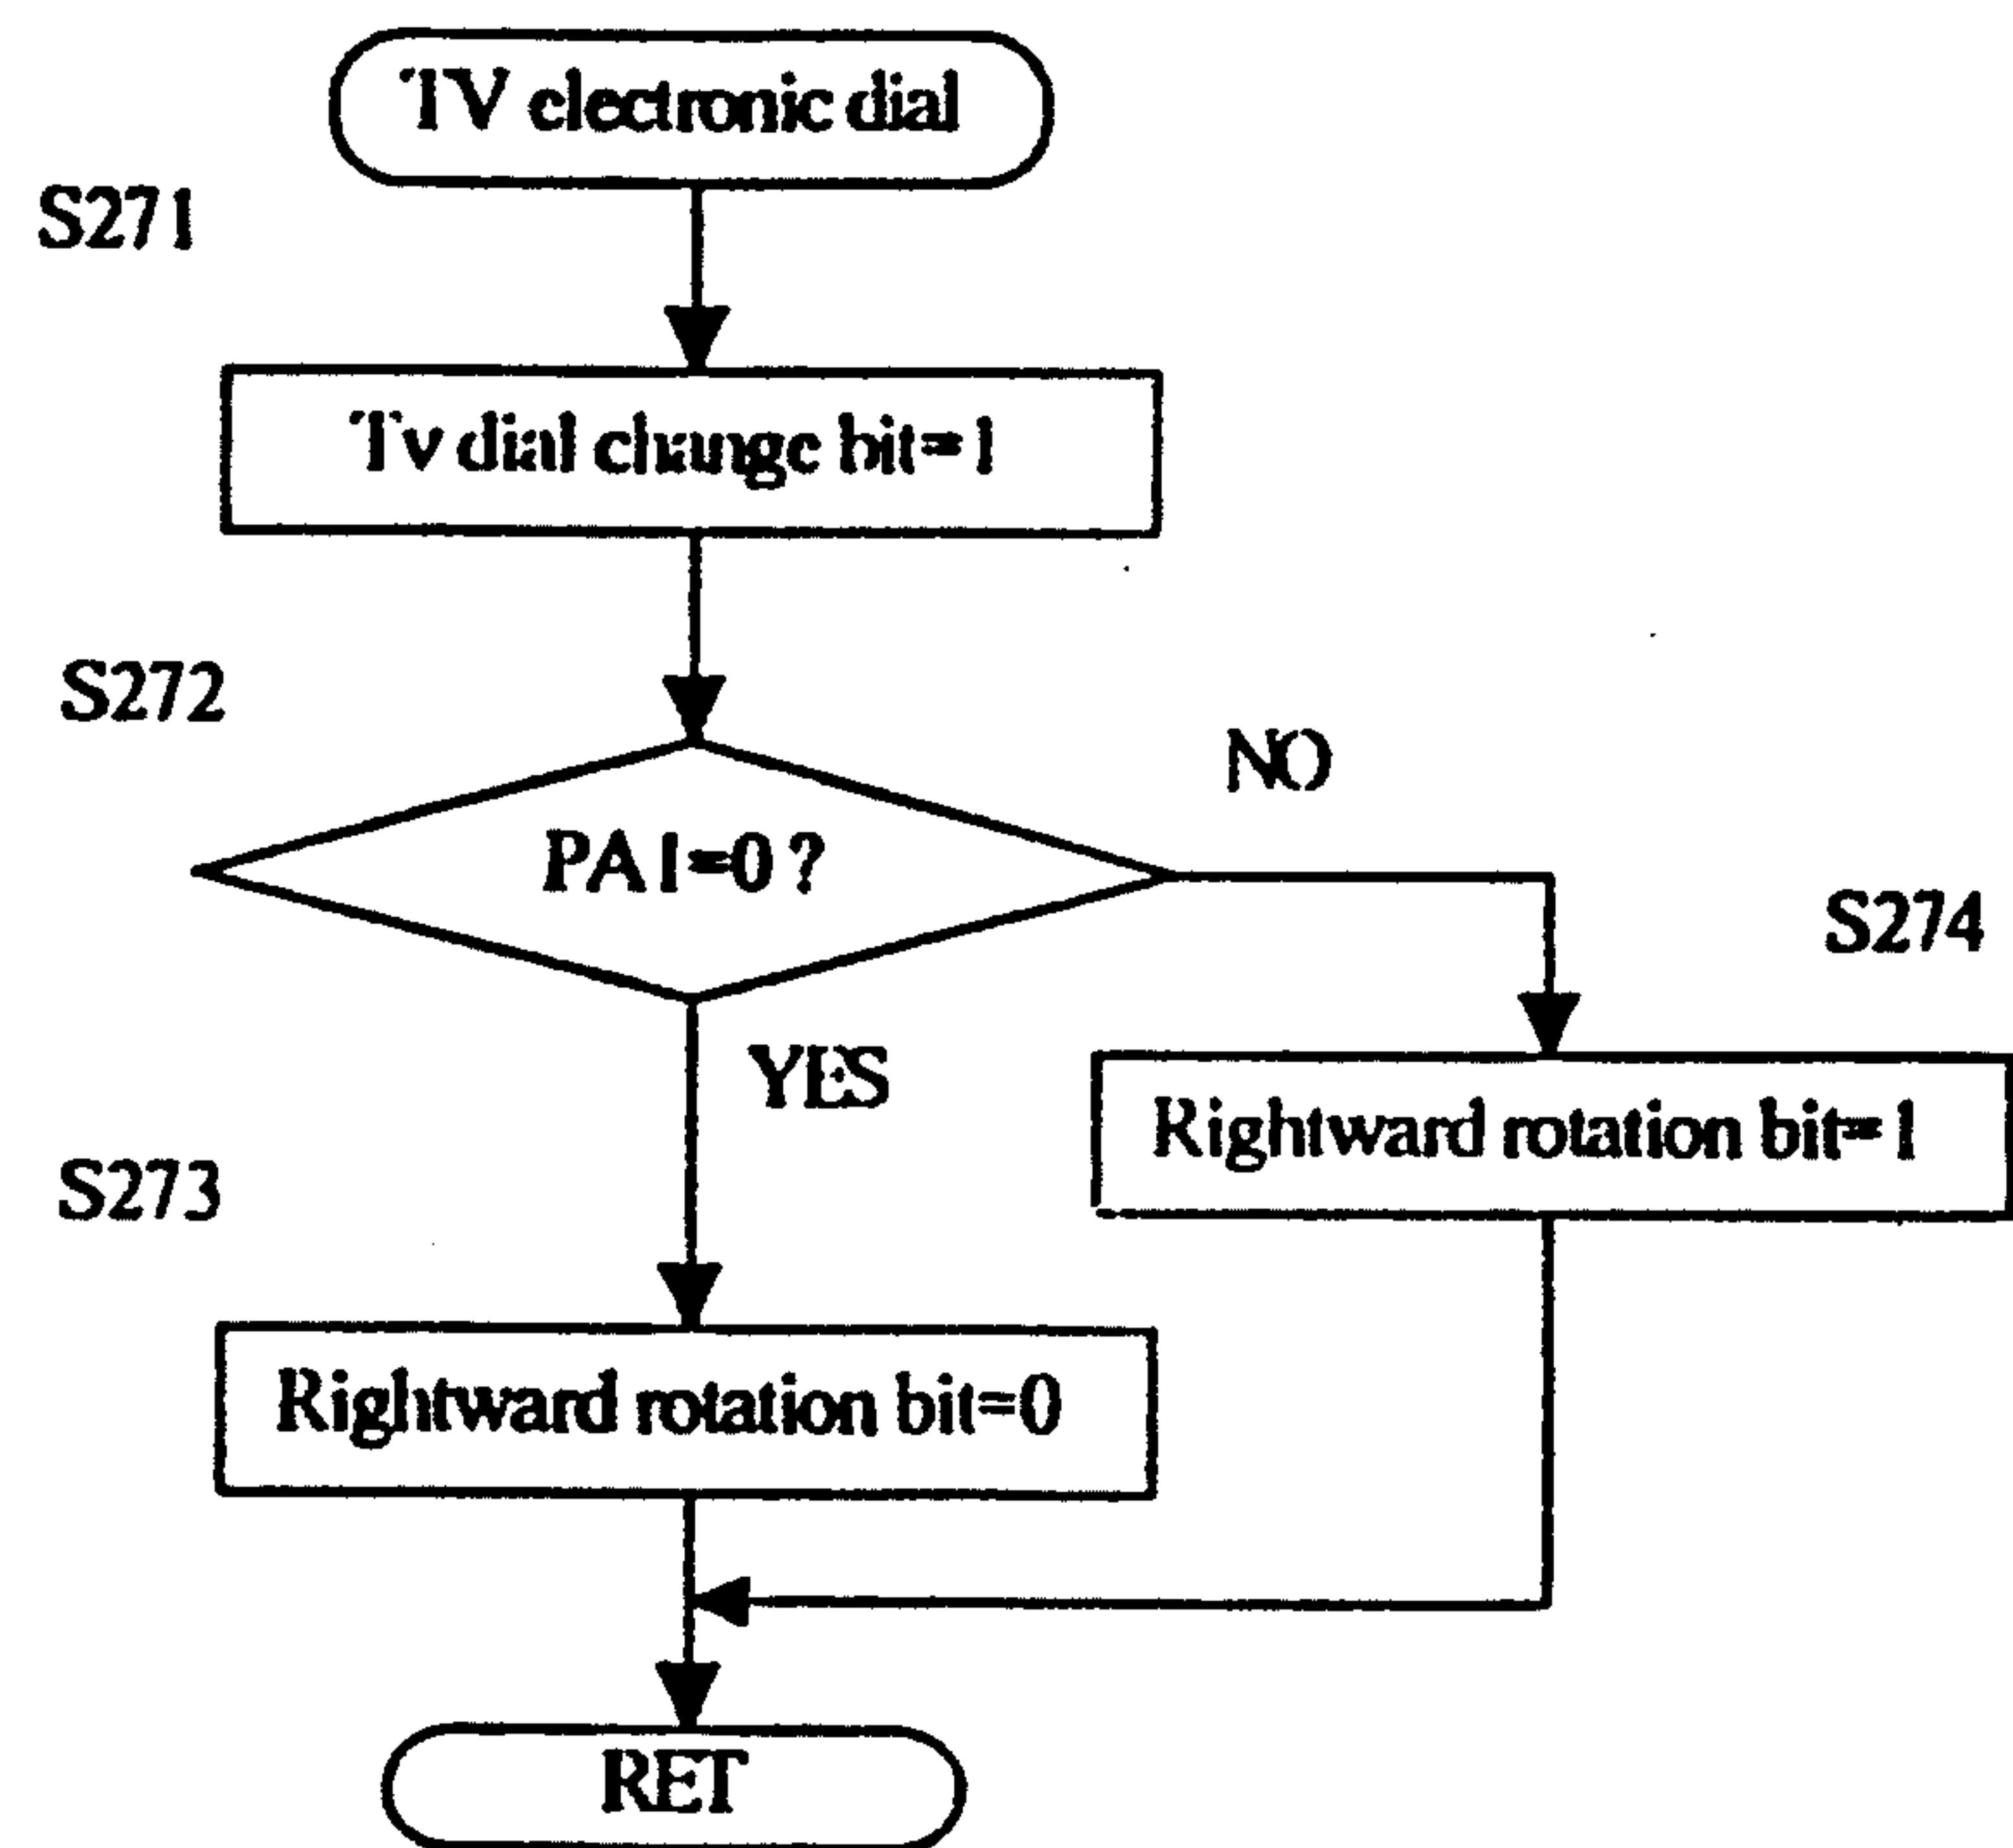 TV electronic dial
S271
Tv dial change bit=1
S272
NO
PA1=0?
S274
YES
Rightward rotation bit=1
S273
Rightward rotation bit=0
RET